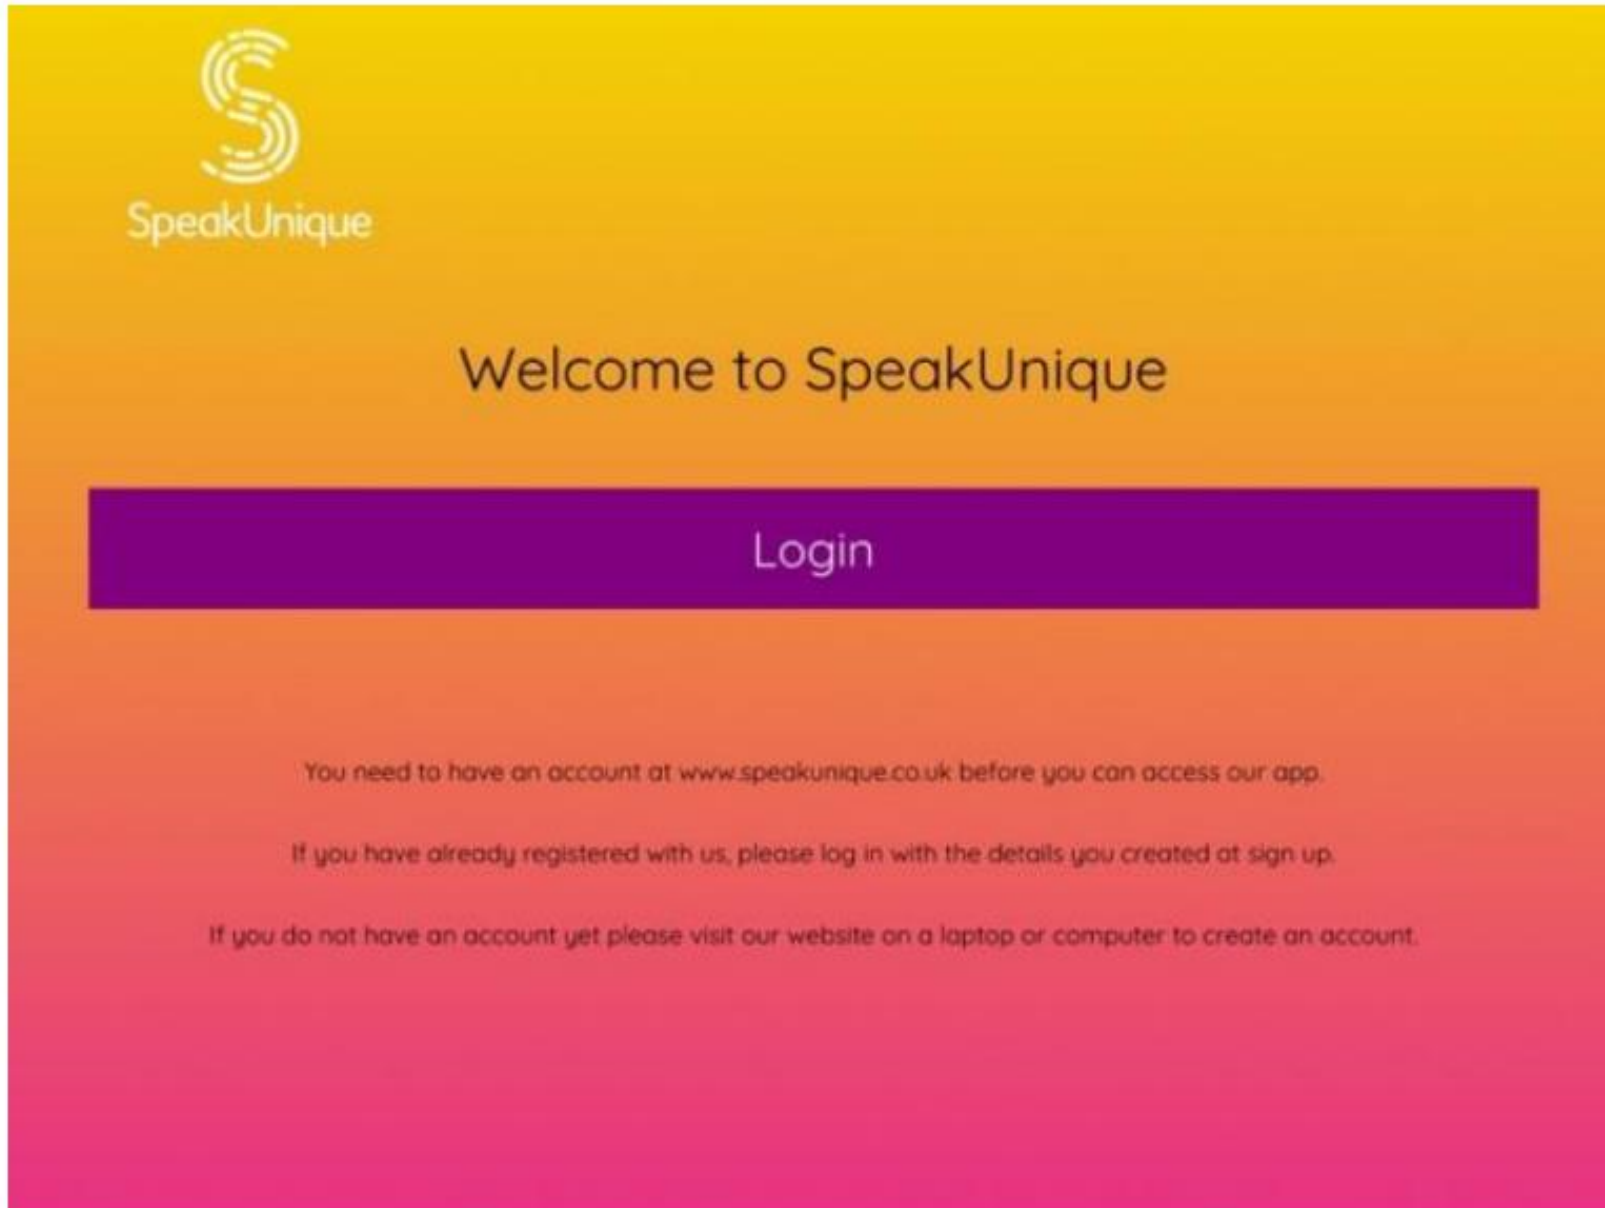 SpeakUnique
Welcome to SpeakUnique
Login
You need to have an account at www.speakunique.co.uk before you can access our app.
If you have already registered with us, please log in with the details you created at sign up.
If you do not have an account yet please visit our website on a laptop or computer to create an account.